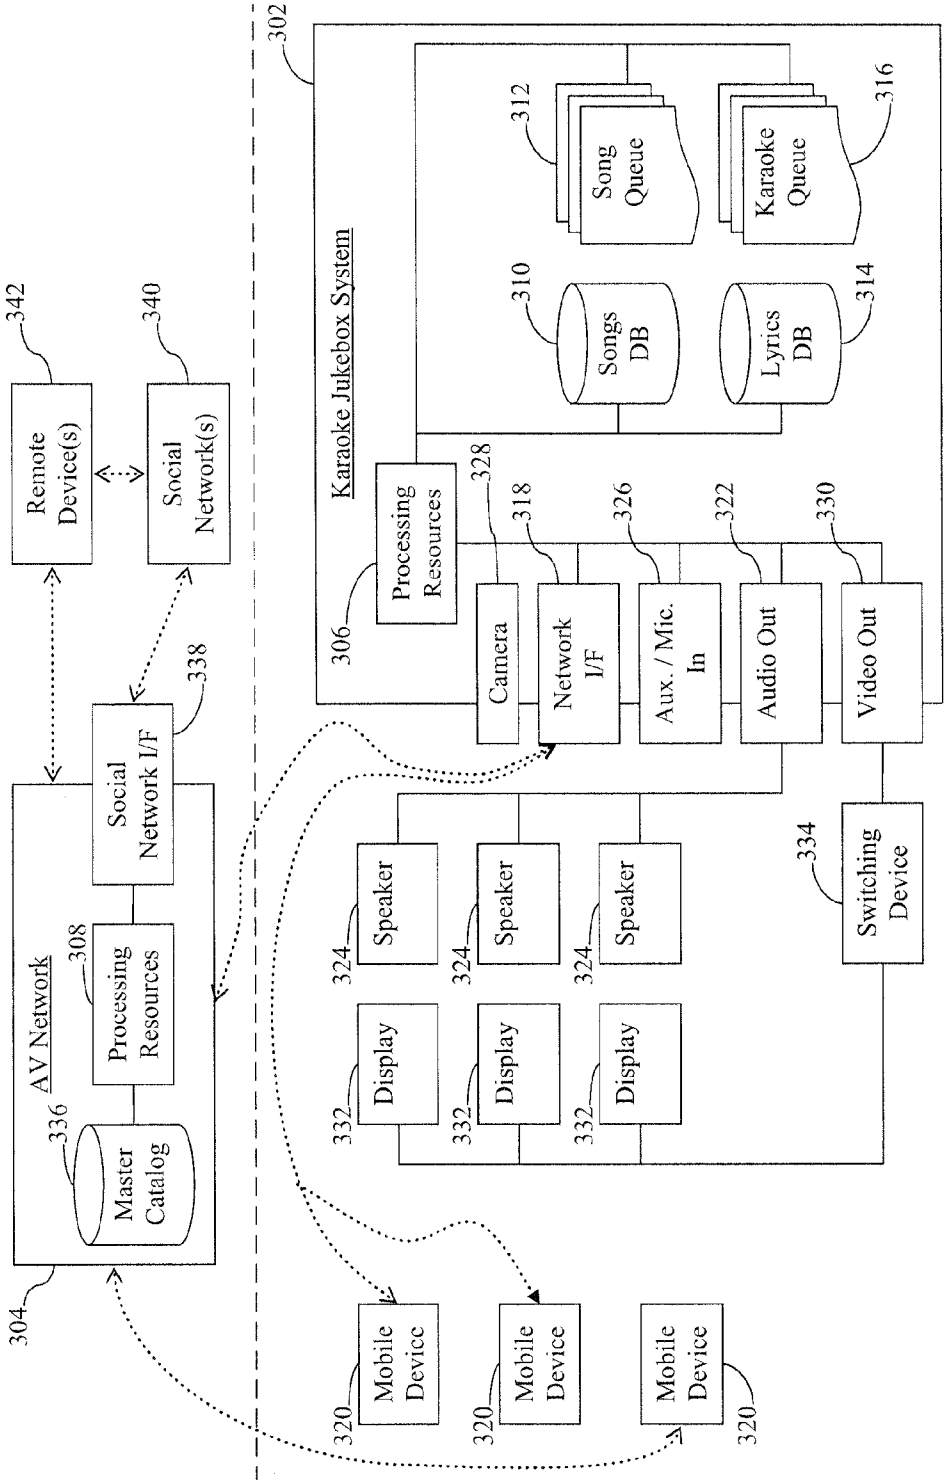 304
AV Network
336
Master
Catalog
308
Processing
Resources
Social
Network I/F
338
342
Remote
Device(s)
340
Social
Network(s)
302
Karaoke Jukebox System
306
Processing
Resources
310
Songs
DB
312
Song
Queue
314
Lyrics
DB
316
Karaoke
Queue
Camera
328
Network
I/F
318
Aux. / Mic.
In
326
Audio Out
322
Video Out
330
Switching
Device
334
324
Speaker
324
Speaker
324
Speaker
332
Display
332
Display
332
Display
320
Mobile
Device
320
Mobile
Device
320
Mobile
Device